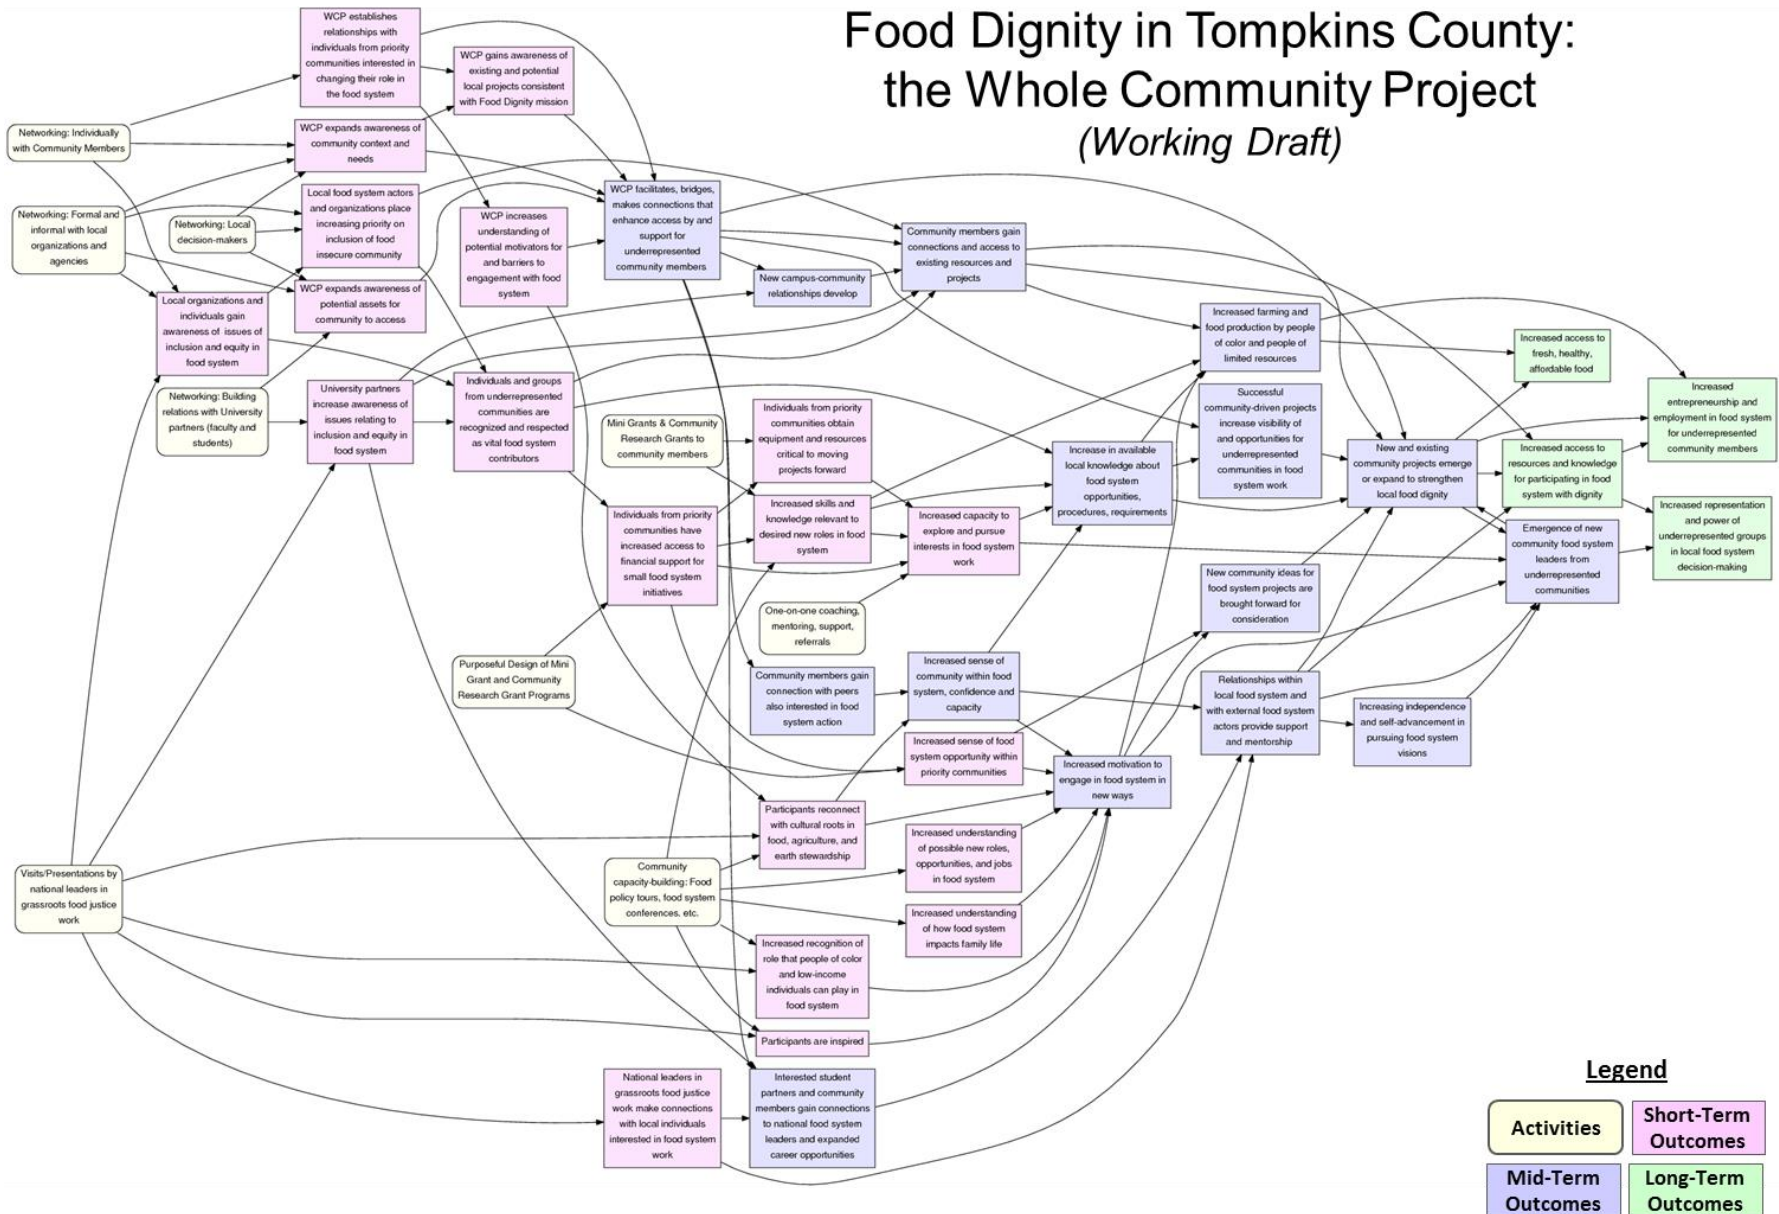 Food Dignity in Tompkins County:
the Whole Community Project
(Working Draft)
WCP establishes
relationships with
individuals from priority
communities interested in
changing their role in
the food system
WCP gains awareness of
existing and potential
local projects consistent
with Food Dignity mission
Networking: Individually
with Community Members
WCP expands awareness of
community context and
needs
Local food system actors
and organizations place
increasing priority on
inclusion of food
insecure community
Networking: Formal and
informal with local
organizations and
agencies
Networking: Local
decision-makers
WCP expands awareness of
potential assets for
community to access
WCP increases
understanding of
potential motivators for
and barriers to
engagement with food
system
WCP facilitates, bridges,
makes connections that
enhance access by and
support for
underrepresented
community members
New campus-community
relationships develop
Community members gain
connections and access to
existing resources and
projects
Local organizations and
individuals gain
awareness of issues of
inclusion and equity in
food system
Networking: Building
relations with University
partners (faculty and
students)
University partners
increase awareness of
issues relating to
inclusion and equity in
food system
Individuals and groups
from underrepresented
communities are
recognized and respected
as vital food system
contributors
Mini Grants & Community
Research Grants to
community members
Individuals from priority
communities obtain
equipment and resources
critical to moving
projects forward
Increased skills and
knowledge relevant to
desired new roles in food
system
Individuals from priority
communities have
increased access to
financial support for
small food system
initiatives
Increased capacity to
explore and pursue
interests in food system
work
One-on-one coaching,
mentoring, support,
referrals
Increase in available
local knowledge about
food system
opportunities,
procedures, requirements
Increased farming and
food production by people
of color and people of
limited resources
Successful
community-driven projects
increase visibility of
and opportunities for
underrepresented
communities in food
system work
New and existing
community projects emerge
or expand to strengthen
local food dignity
Increased access to
fresh, healthy,
affordable food
Increased
entrepreneurship and
employment in food system
for underrepresented
community members
Increased access to
resources and knowledge
for participating in food
system with dignity
Increased representation
and power of
underrepresented groups
in local food system
decision-making
Emergence of new
community food system
leaders from
underrepresented
communities
New community ideas for
food system projects are
brought forward for
consideration
Purposeful Design of Mini
Grant and Community
Research Grant Programs
Community members gain
connection with peers
also interested in food
system action
Increased sense of
community within food
system, confidence and
capacity
Relationships within
local food system and
with external food system
actors provide support
and mentorship
Increasing independence
and self-advancement in
pursuing food system
visions
Increased sense of food
system opportunity within
priority communities
Increased motivation to
engage in food system in
new ways
Participants reconnect
with cultural roots in
food, agriculture, and
earth stewardship
Increased understanding
of possible new roles,
opportunities, and jobs
in food system
Visits/Presentations by
national leaders in
grassroots food justice
work
Community
capacity-building: Food
policy tours, food system
conferences, etc.
Increased understanding
of how food system
impacts family life
Increased recognition of
role that people of color
and low-income
individuals can play in
food system
Participants are inspired
National leaders in
grassroots food justice
work make connections
with local individuals
interested in food system
work
Interested student
partners and community
members gain connections
to national food system
leaders and expanded
career opportunities
Legend
Activities
Short-Term
Outcomes
Mid-Term
Outcomes
Long-Term
Outcomes